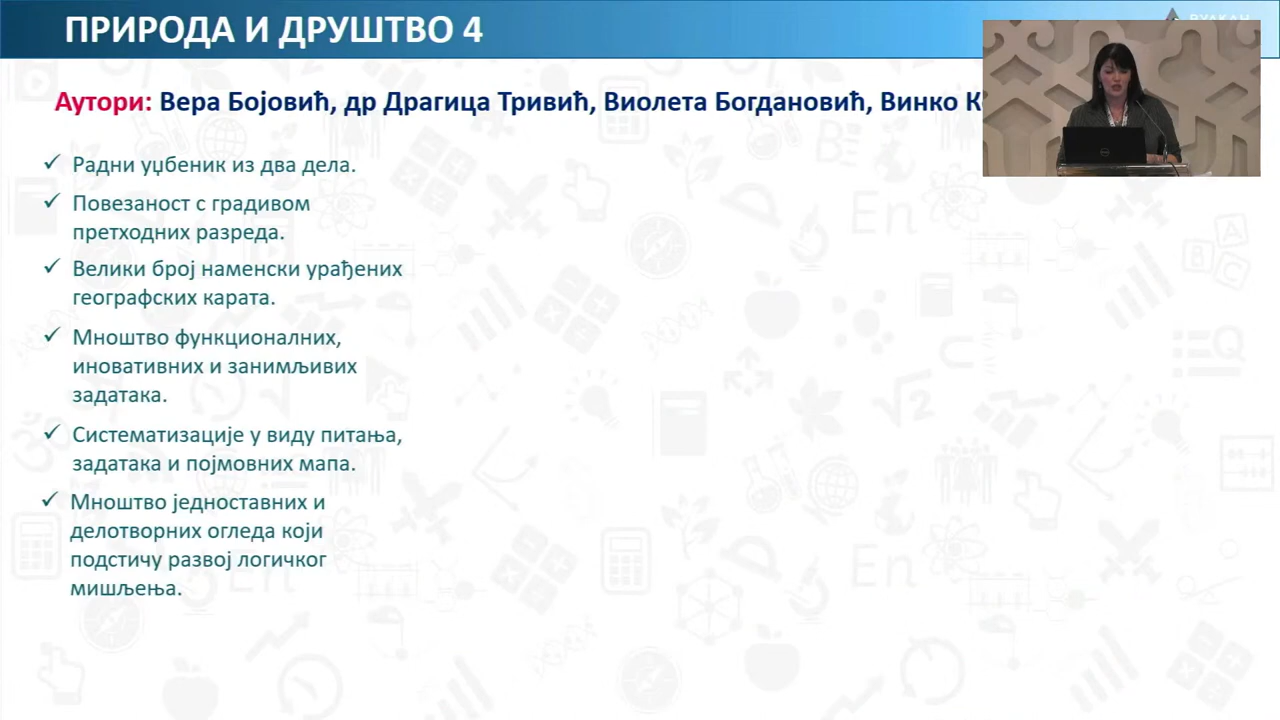 ПРИРОДА И ДРУШТВО 4
Аутори: Вера Бојовић, др Драгица Тривић, Виолета Богдановић, Винко
✓ Радни уџбеник из два дела.
✓ Повезаност с градивом
претходних разреда.
✓ Велики број наменски урађених
географских карата.
✓ Мноштво функционалних,
иновативних и занимљивих
задатака.
✓ Систематизације у виду питања,
задатака и појмовних мапа.
✓ Мноштво једноставних и
делотворних огледа који
подстичу развој логичког
мишљења.